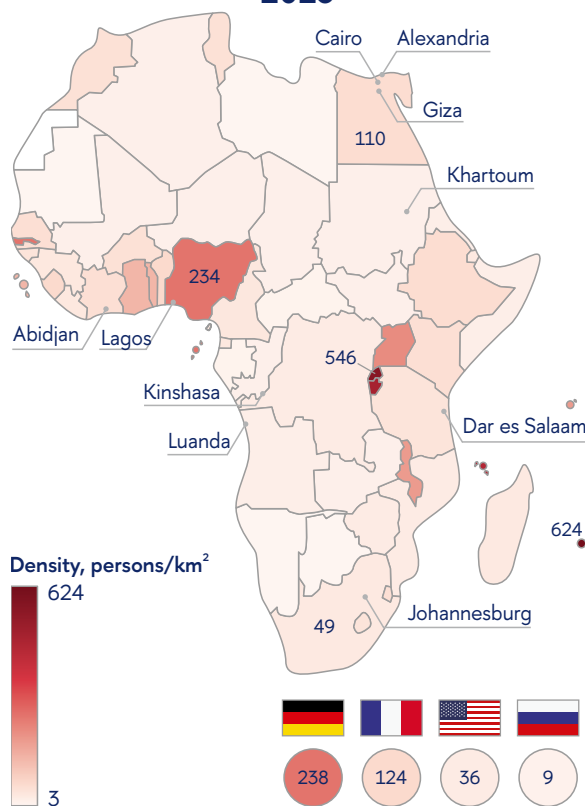 Cairo
Alexandria
Giza
110
Khartoum
234
Abidjan
Lagos
546
Kinshasa
Luanda
Dar es Salaam
624
Density, persons/km²
624
3
49
Johannesburg
238
124
36
9